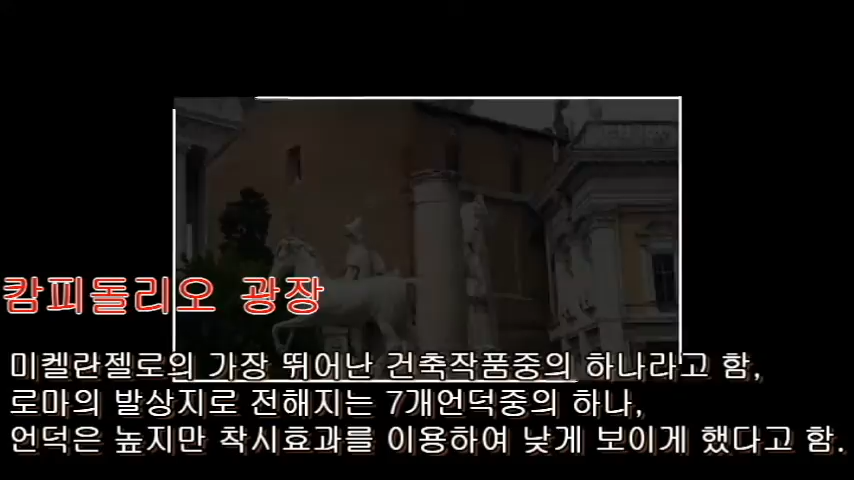 캄피돌리오 광장
미켈란젤로의 가장 뛰어난 건축작품중의 하나라고 함,
로마의 발상지로 전해지는 7개언덕중의 하나,
언덕은 높지만 착시효과를 이용하여 낮게 보이게 했다고 함.